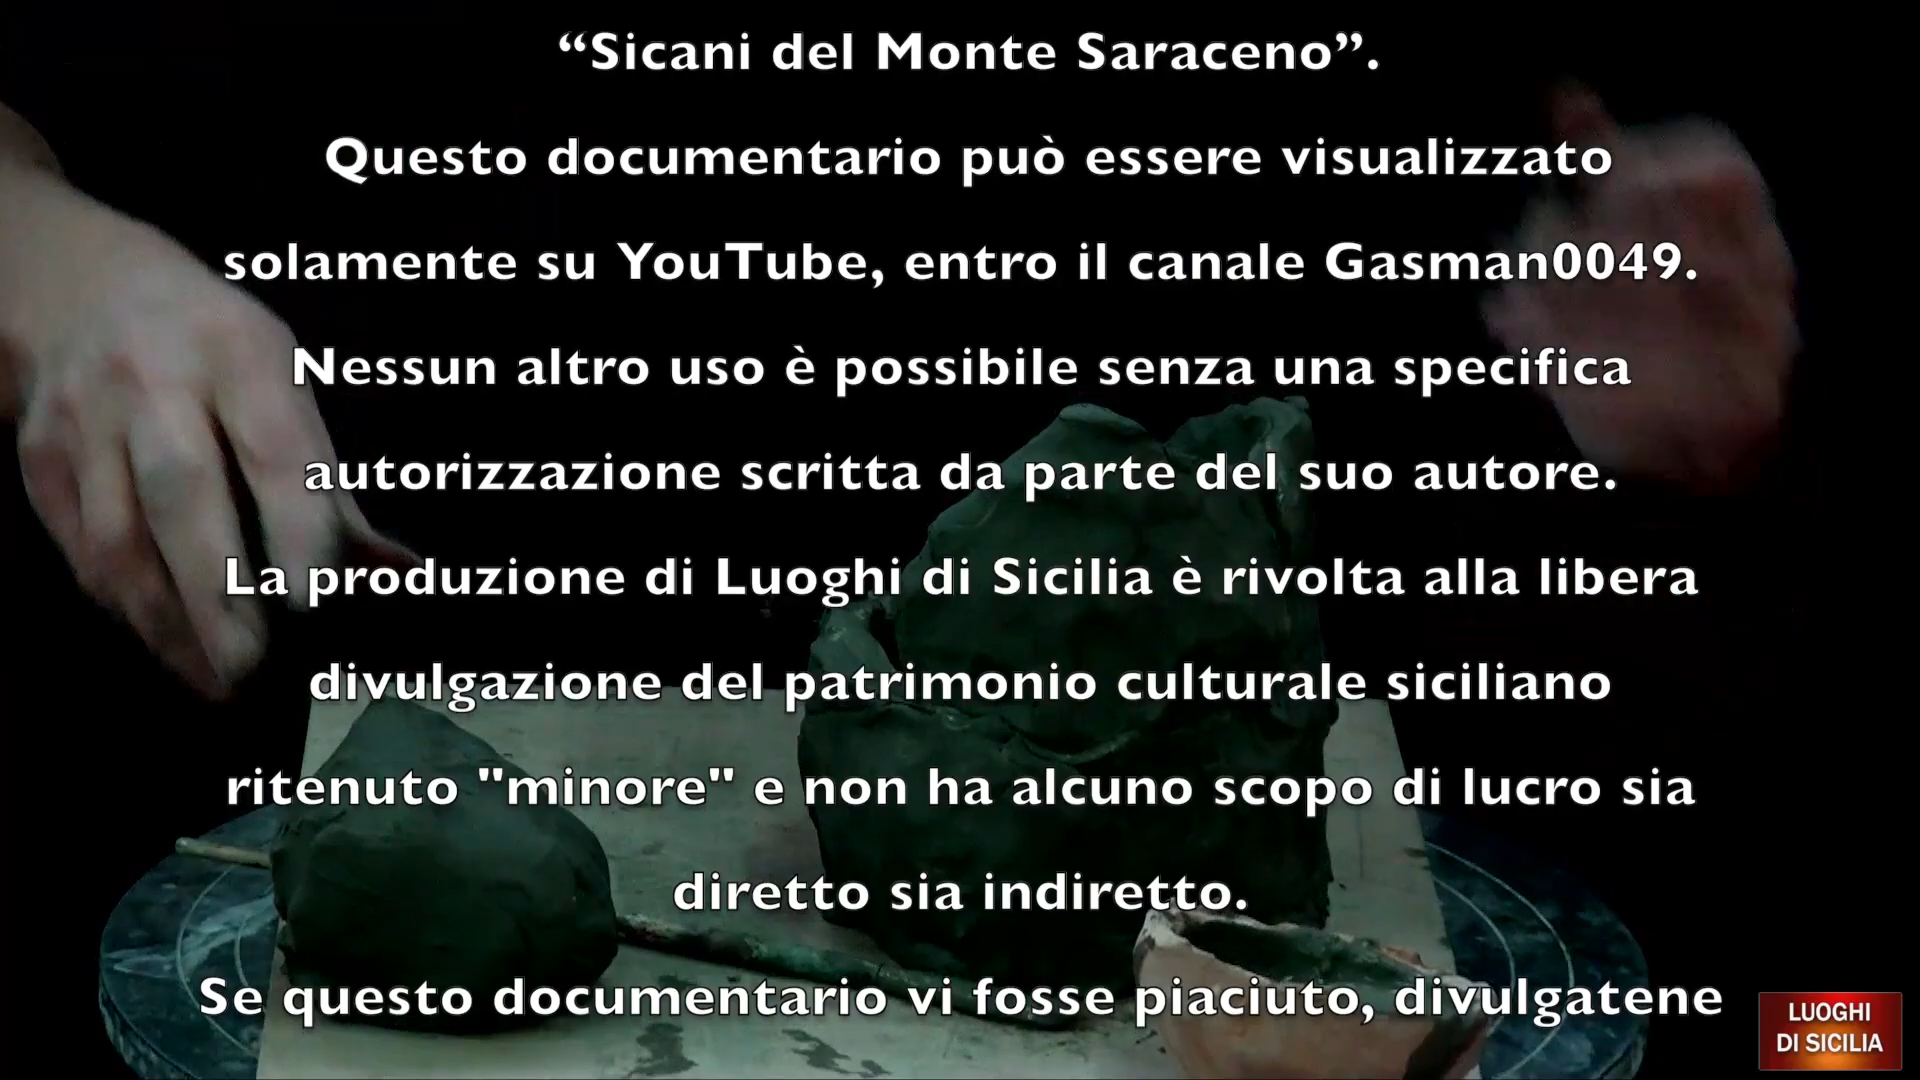 “Sicani del Monte Saraceno”.
Questo documentario può essere visualizzato
solamente su YouTube, entro il canale Gasman0049.
Nessun altro uso è possibile senza una specifica
autorizzazione scritta da parte del suo autore.
La produzione di Luoghi di Sicilia è rivolta alla libera
divulgazione del patrimonio culturale siciliano
ritenuto "minore" e non ha alcuno scopo di lucro sia
diretto sia indiretto.
Se questo documentario vi fosse piaciuto, divulgatene
LUOGHI
DI SICILIA